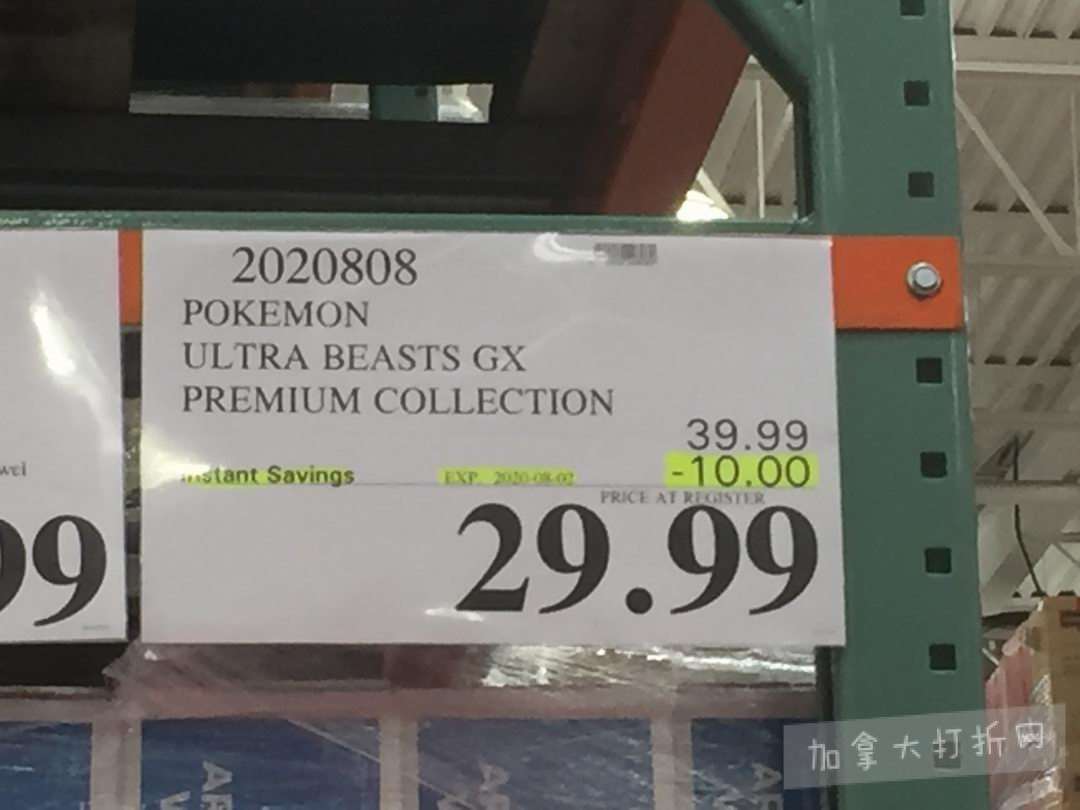 2020808
POKEMON
ULTRA BEASTS GX
PREMIUM COLLECTION
39.99
Instant Savings EXP. 2020-08-02 -10.00
PRICE AT REGISTER
29.99
wei
99
加拿大打折网